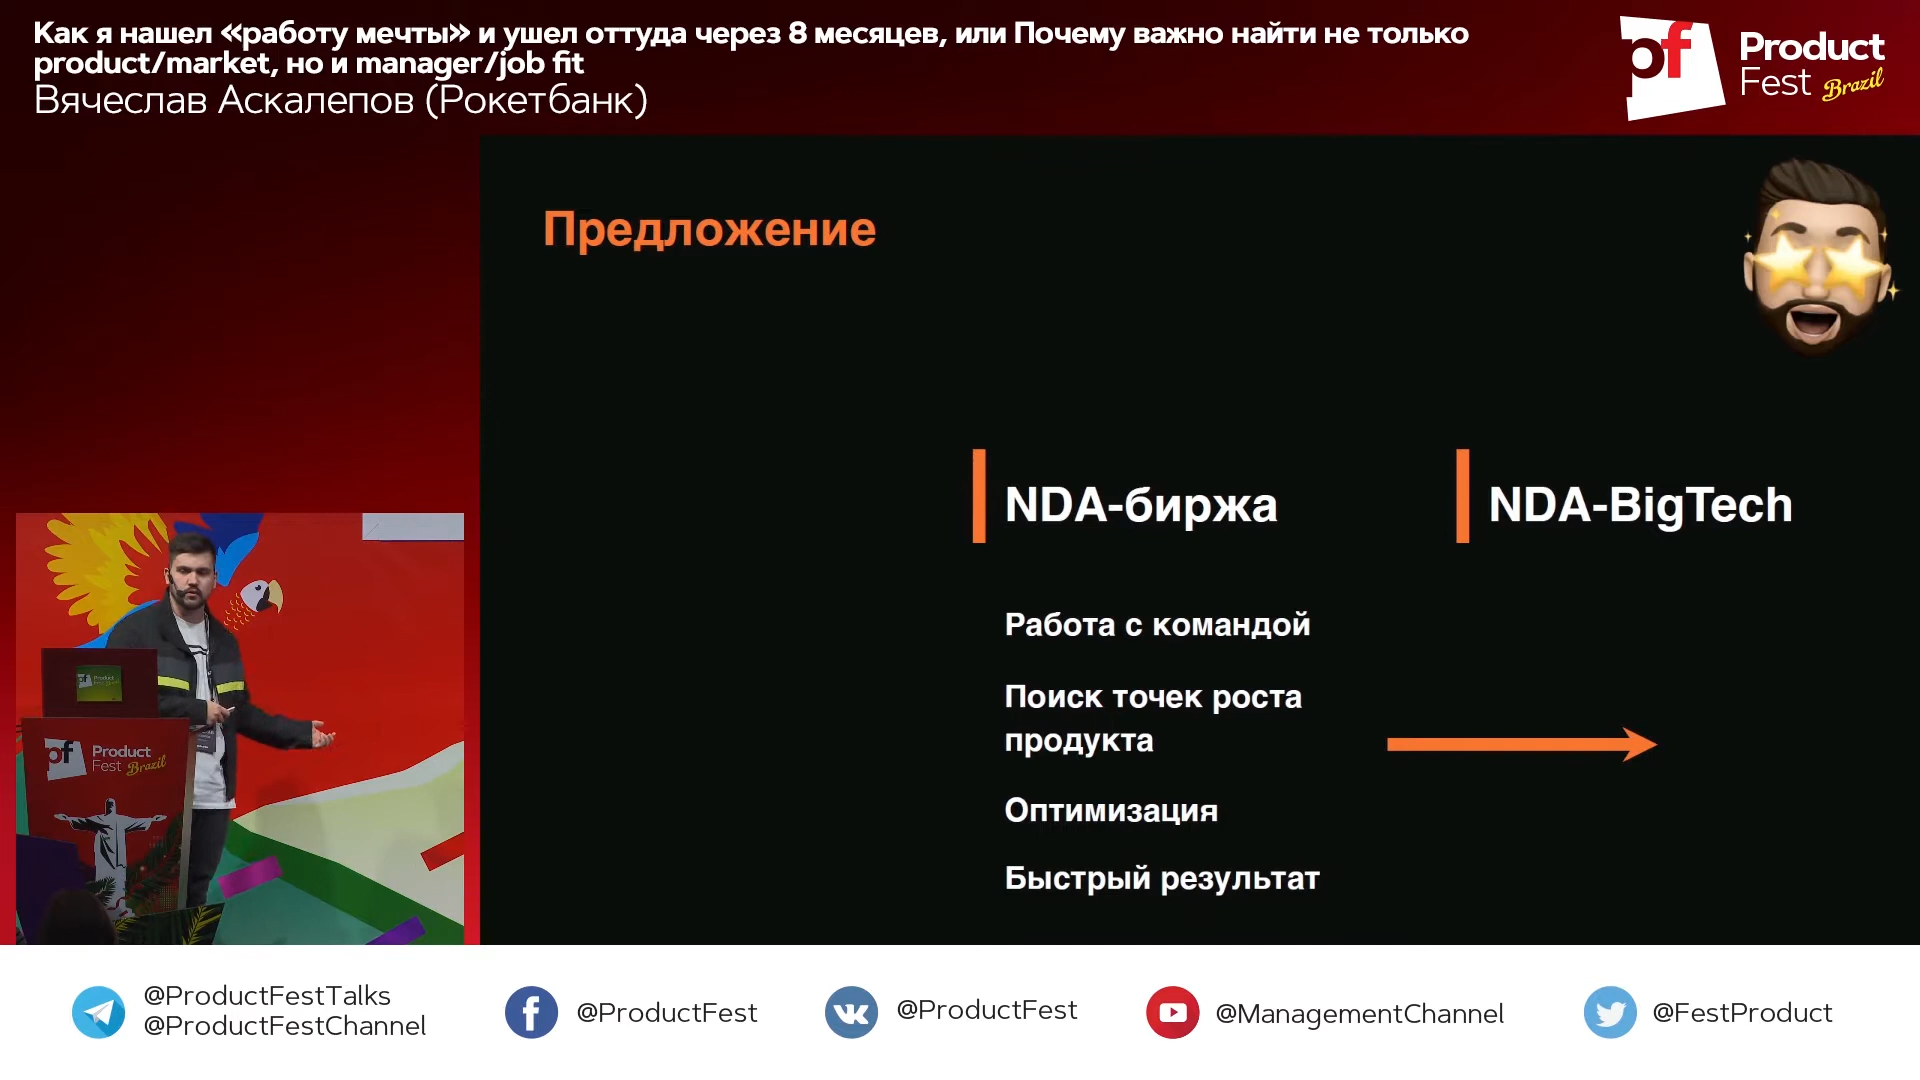 Как я нашел «работу мечты» и ушел оттуда через 8 месяцев, или Почему важно найти не только
product/market, но и manager/job fit
Вячеслав Аскалепов (Рокетбанк)
pf
Product
Fest Brazil
Предложение
NDA-биржа
NDA-BigTech
Работа с командой
Поиск точек роста
продукта
Оптимизация
Быстрый результат
pf
Product
Fest Brazil
@ProductFestTalks
@ProductFestChannel
@ProductFest
@ProductFest
@ManagementChannel
@FestProduct